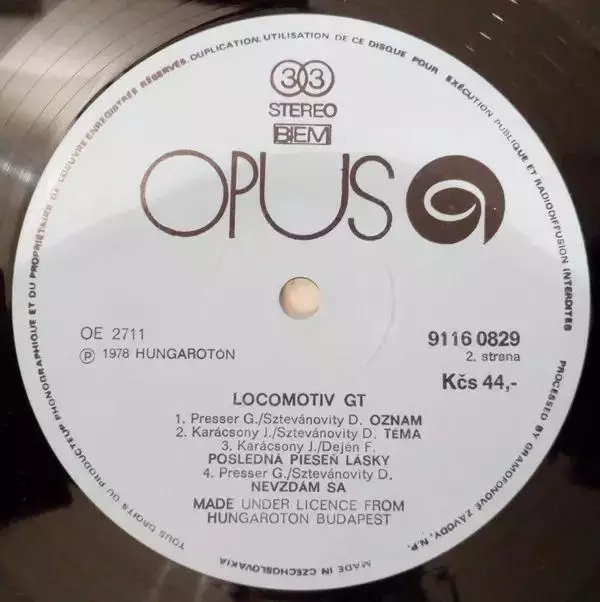 33
STEREO
BIEM
OPUS
OE 2711
℗ 1978 HUNGAROTÓN
9116 0829
2. strana
Kčs 44,-
LOCOMOTIV GT
1. Presser G./Sztevánovity D. OZNAM
2. Karácsony J./Sztevánovity D. TÉMA
3. Karácsony J./Dején F.
POSLEDNÁ PIESEŇ LÁSKY
4. Presser G./Sztevánovity D.
NEVZDÁM SA
MADE UNDER LICENCE FROM
HUNGAROTON BUDAPEST
TOUS DROITS DU PRODUCTEUR PHONOGRAPHIQUE ET DU PROPRIÉTAIRE DE L'OEUVRE ENREGISTRÉS RÉSERVÉS. DUPLICATION, UTILISATION DE CE DISQUE POUR EXÉCUTION PUBLIQUE ET RADIODIFFUSION INTERDITES
PROCESSED BY GRAMOFONOVÉ ZÁVODY, N.P.
MADE IN CZECHOSLOVAKIA